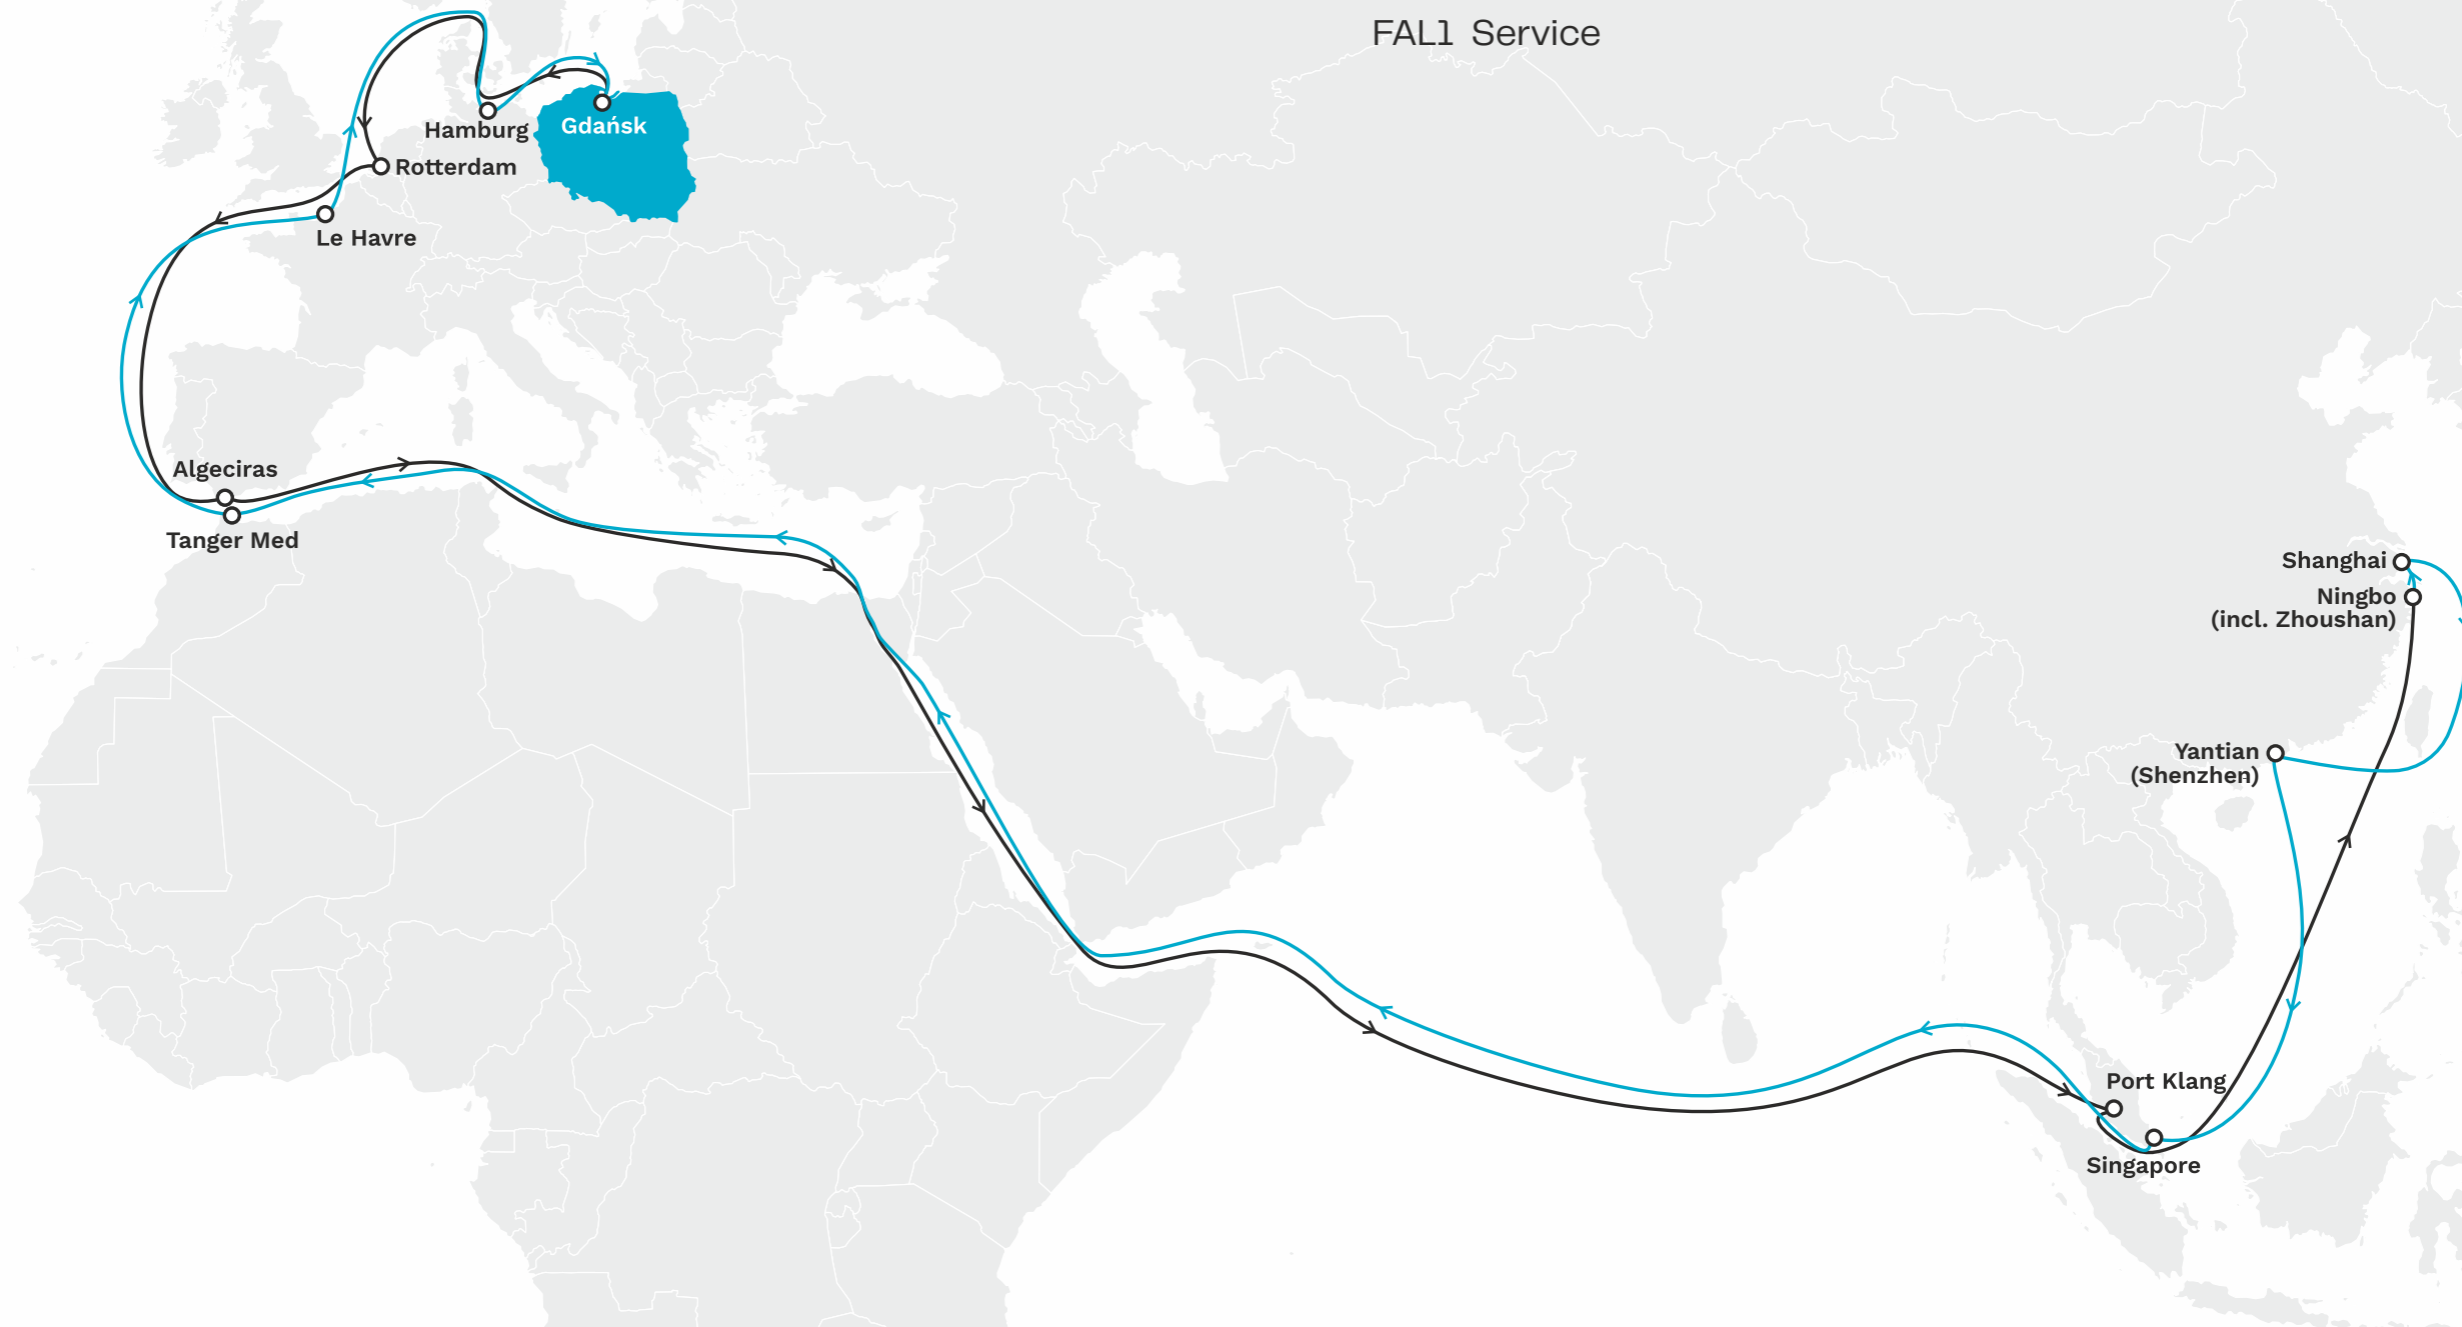 FAL1 Service
Hamburg
Gdańsk
Rotterdam
Le Havre
Algeciras
Tanger Med
Shanghai
Ningbo
(incl. Zhoushan)
Yantian
(Shenzhen)
Port Klang
Singapore